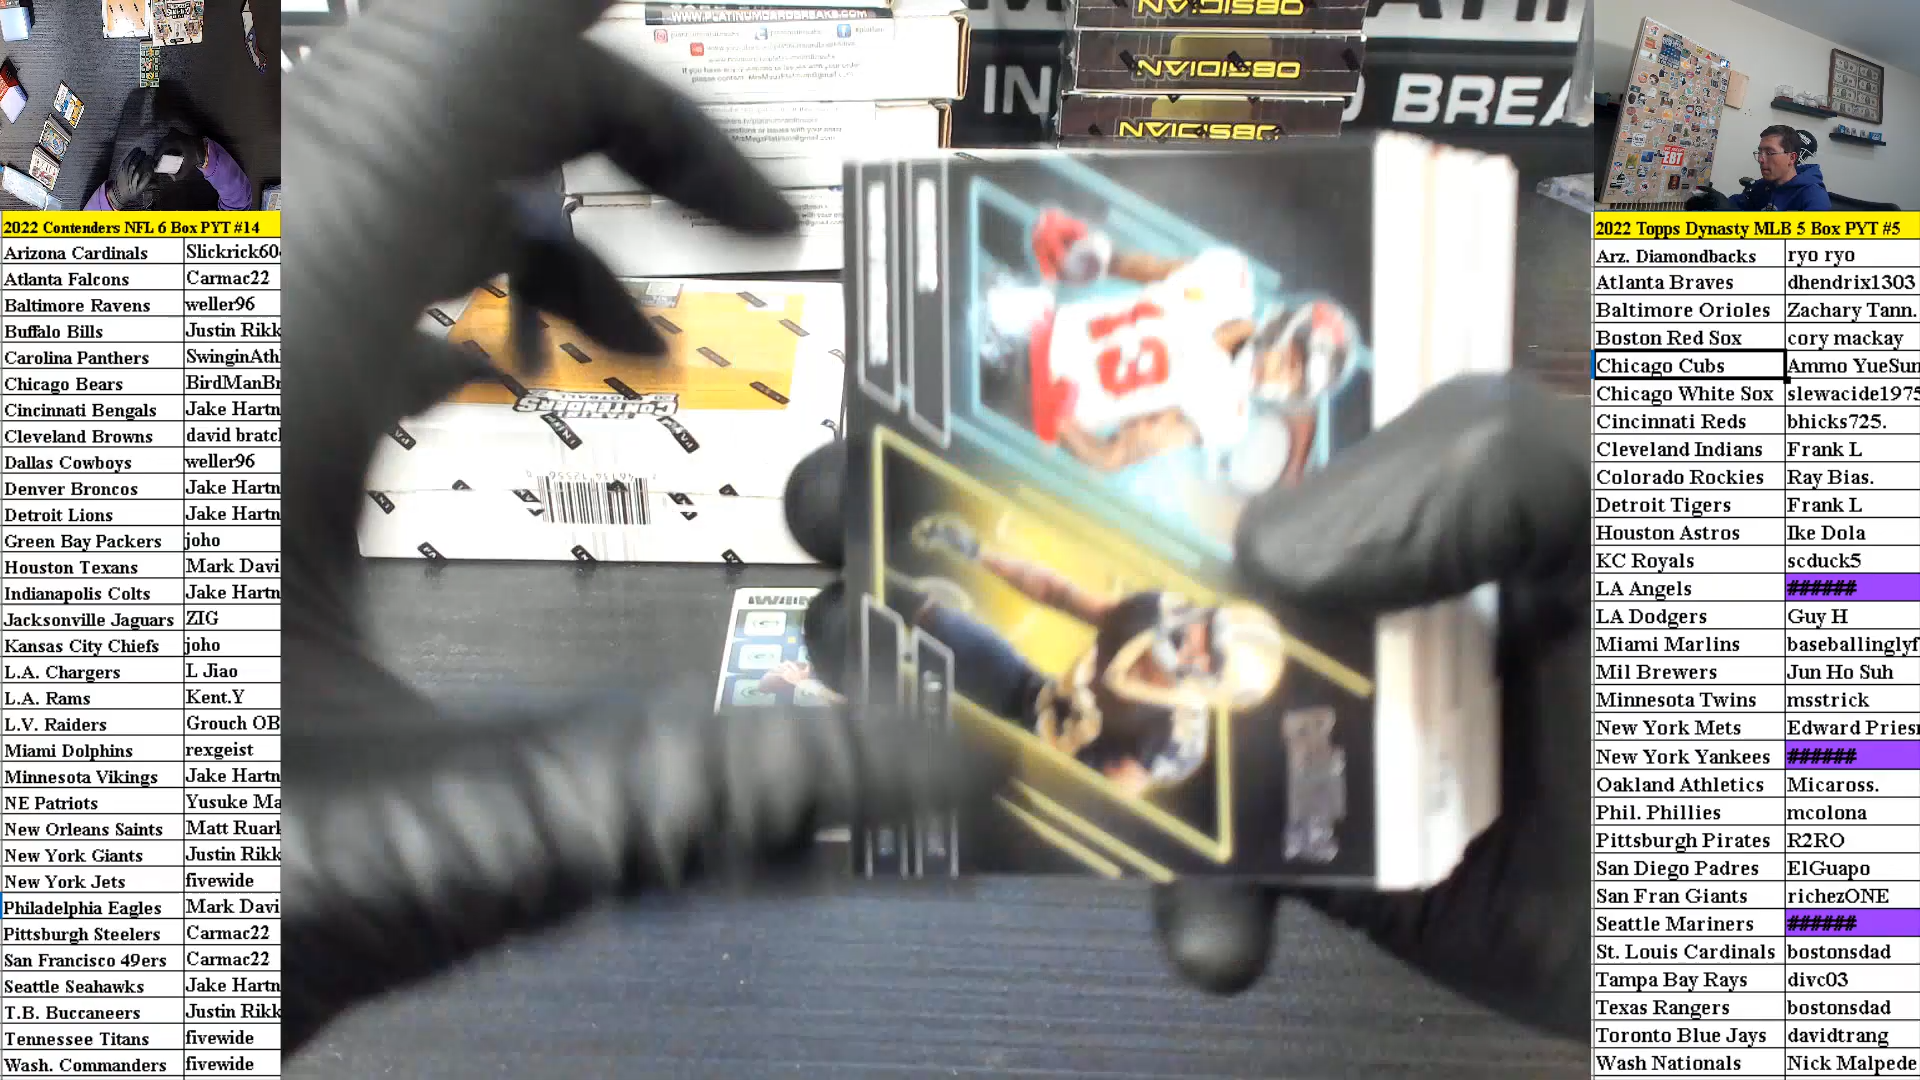 2022 Contenders NFL 6 Box PYT #14
Arizona Cardinals Slickrick60
Atlanta Falcons Carmac22
Baltimore Ravens weller96
Buffalo Bills Justin Rikk
Carolina Panthers SwinginAth
Chicago Bears BirdManBr
Cincinnati Bengals Jake Hartn
Cleveland Browns david bratc
Dallas Cowboys weller96
Denver Broncos Jake Hartn
Detroit Lions Jake Hartn
Green Bay Packers joho
Houston Texans Mark Davi
Indianapolis Colts Jake Hartn
Jacksonville Jaguars ZIG
Kansas City Chiefs joho
L.A. Chargers L Jiao
L.A. Rams Kent.Y
L.V. Raiders Grouch OB
Miami Dolphins rexgeist
Minnesota Vikings Jake Hartn
NE Patriots Yusuke Ma
New Orleans Saints Matt Ruark
New York Giants Justin Rikk
New York Jets fivewide
Philadelphia Eagles Mark Davi
Pittsburgh Steelers Carmac22
San Francisco 49ers Carmac22
Seattle Seahawks Jake Hartn
T.B. Buccaneers Justin Rikk
Tennessee Titans fivewide
Wash. Commanders fivewide
WWW.PLATINUMCARDBREAKS.COM
OBSIDIAN
OBSIDIAN
OBSIDIAN
BREA
CONTENDERS
13
2022 Topps Dynasty MLB 5 Box PYT #5
Arz. Diamondbacks ryo ryo
Atlanta Braves dhendrix1303
Baltimore Orioles Zachary Tann.
Boston Red Sox cory mackay
Chicago Cubs Ammo YueSun
Chicago White Sox slewacide1975
Cincinnati Reds bhicks725.
Cleveland Indians Frank L
Colorado Rockies Ray Bias.
Detroit Tigers Frank L
Houston Astros Ike Dola
KC Royals scduck5
LA Angels ######
LA Dodgers Guy H
Miami Marlins baseballinglyf
Mil Brewers Jun Ho Suh
Minnesota Twins msstrick
New York Mets Edward Pries
New York Yankees ######
Oakland Athletics Micaross.
Phil. Phillies mcolona
Pittsburgh Pirates R2RO
San Diego Padres ElGuapo
San Fran Giants richezONE
Seattle Mariners ######
St. Louis Cardinals bostonsdad
Tampa Bay Rays divc03
Texas Rangers bostonsdad
Toronto Blue Jays davidtrang
Wash Nationals Nick Malpede